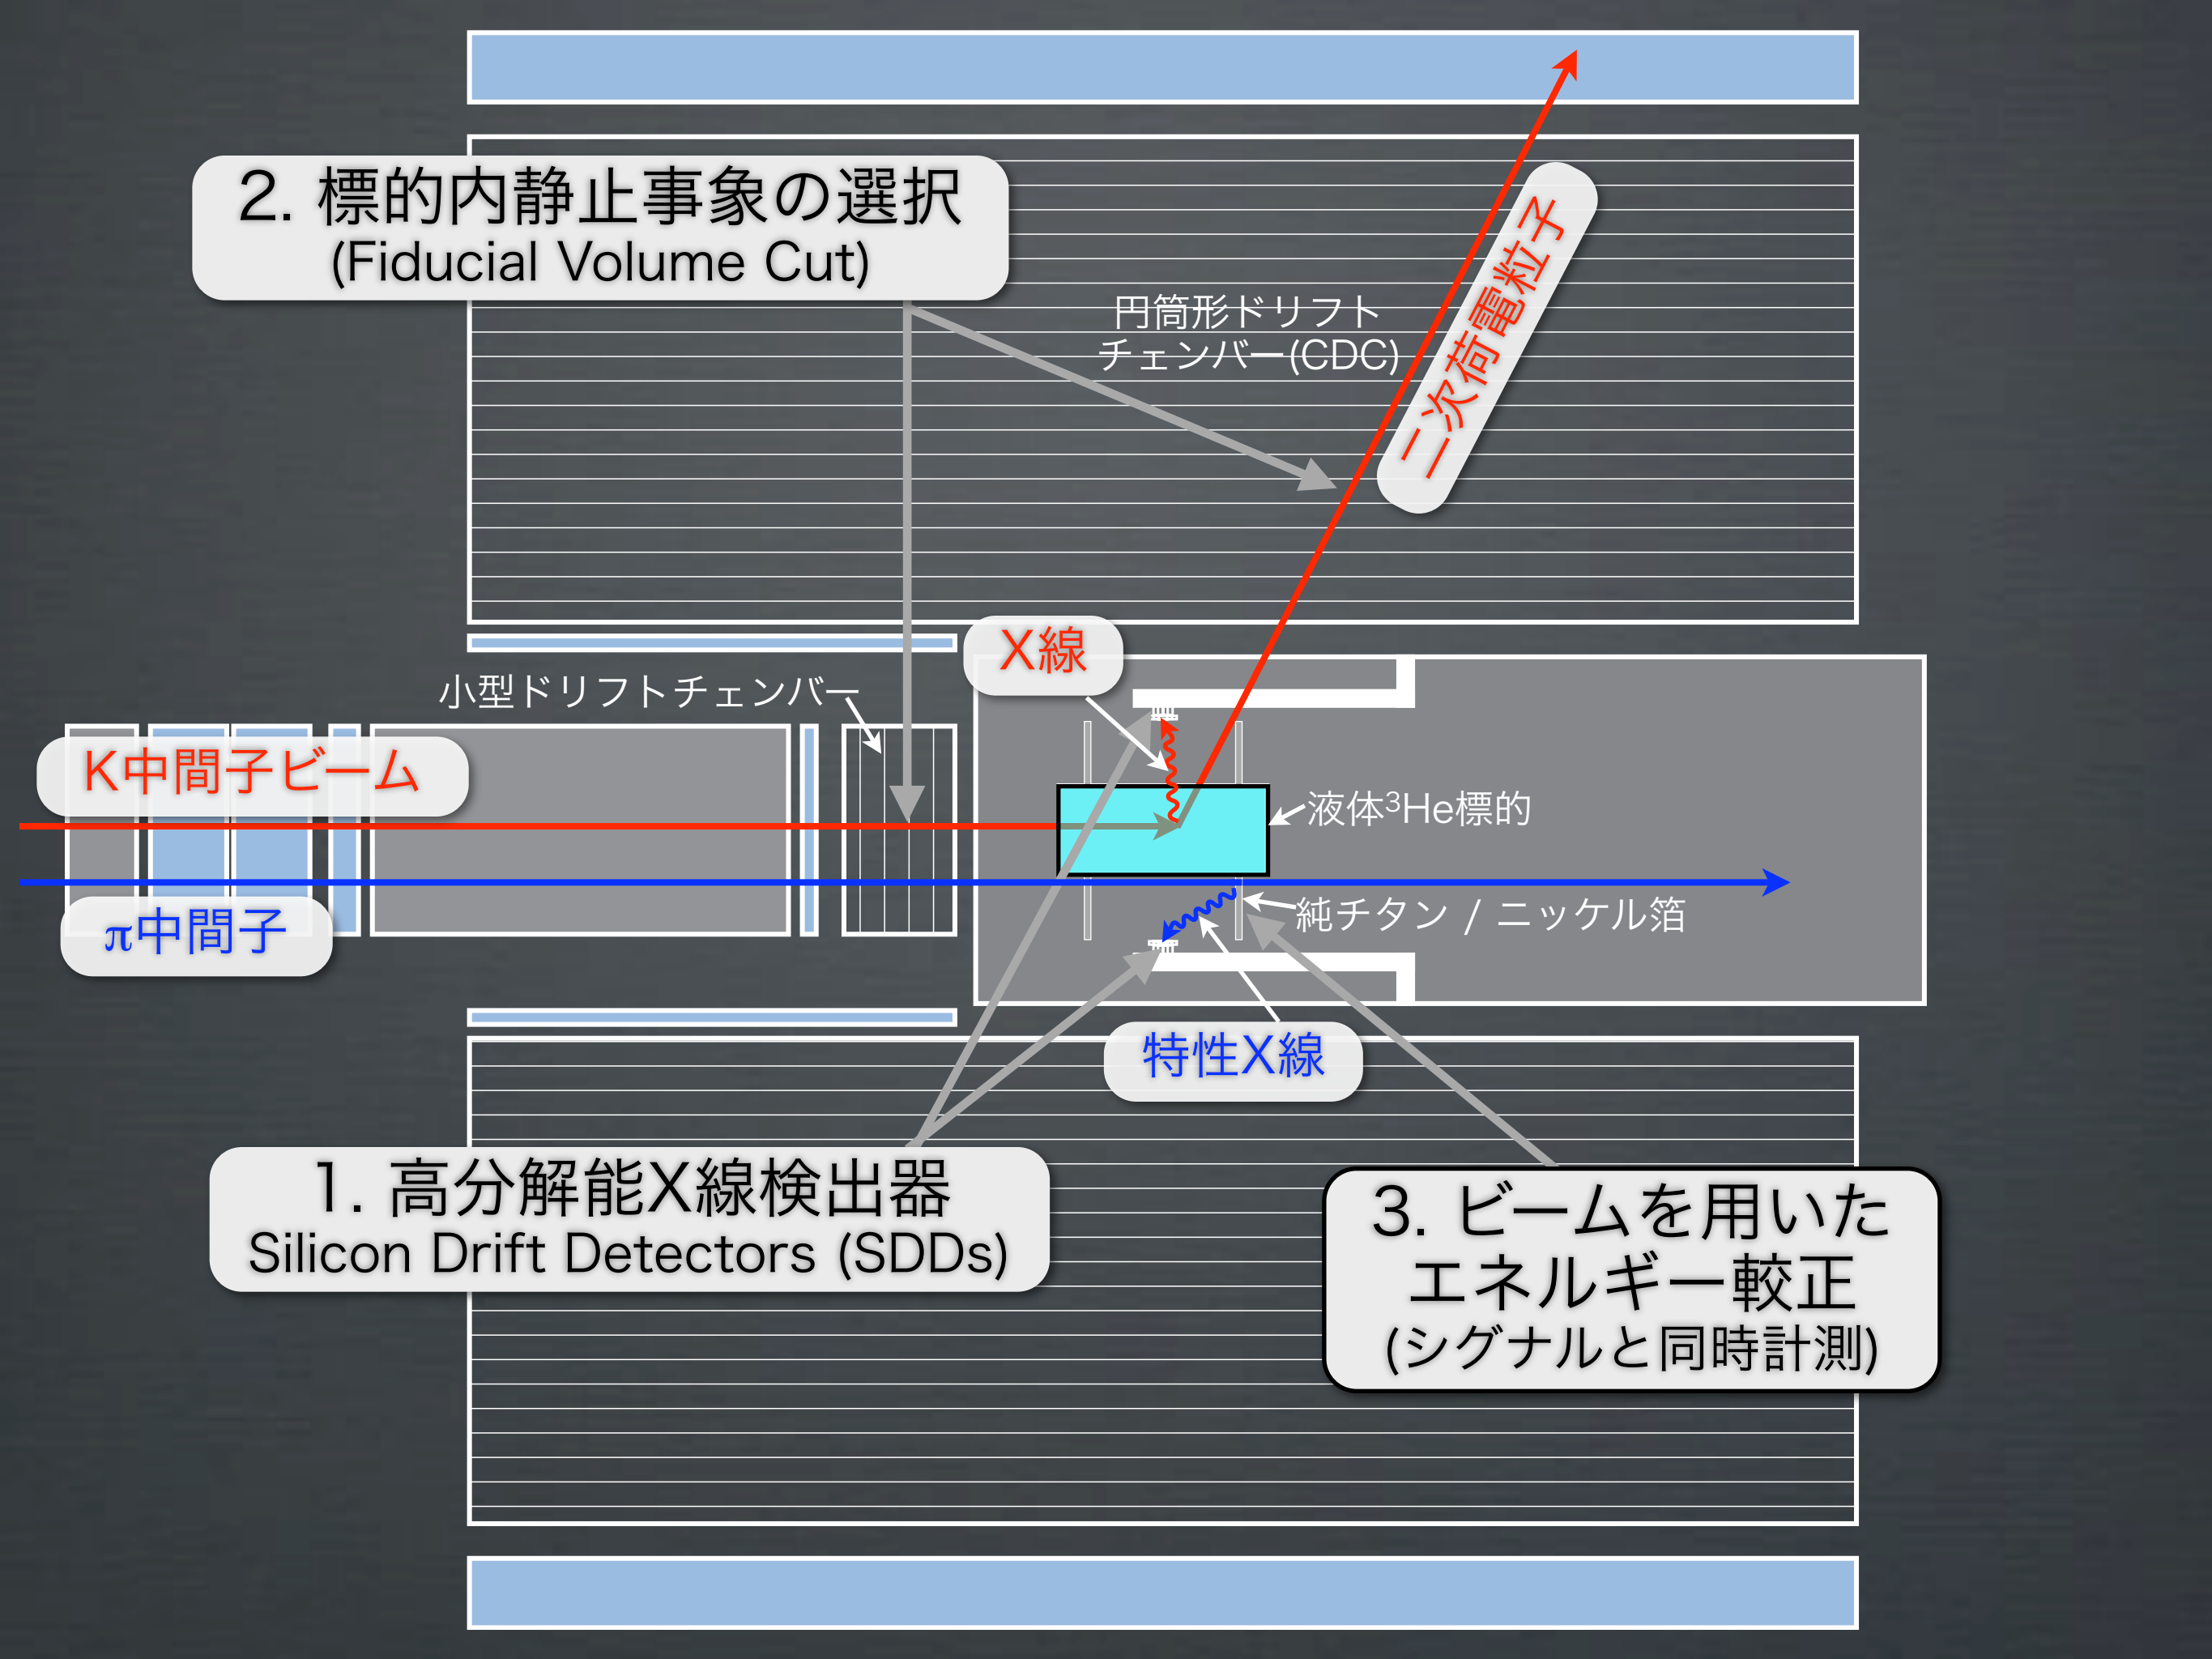 2. 標的内静止事象の選択
(Fiducial Volume Cut)
円筒形ドリフト
チェンバー(CDC)
二次荷電粒子
X線
小型ドリフトチェンバー
K中間子ビーム
液体³He標的
π中間子
純チタン / ニッケル箔
特性X線
1. 高分解能X線検出器
Silicon Drift Detectors (SDDs)
3. ビームを用いた
エネルギー較正
(シグナルと同時計測)